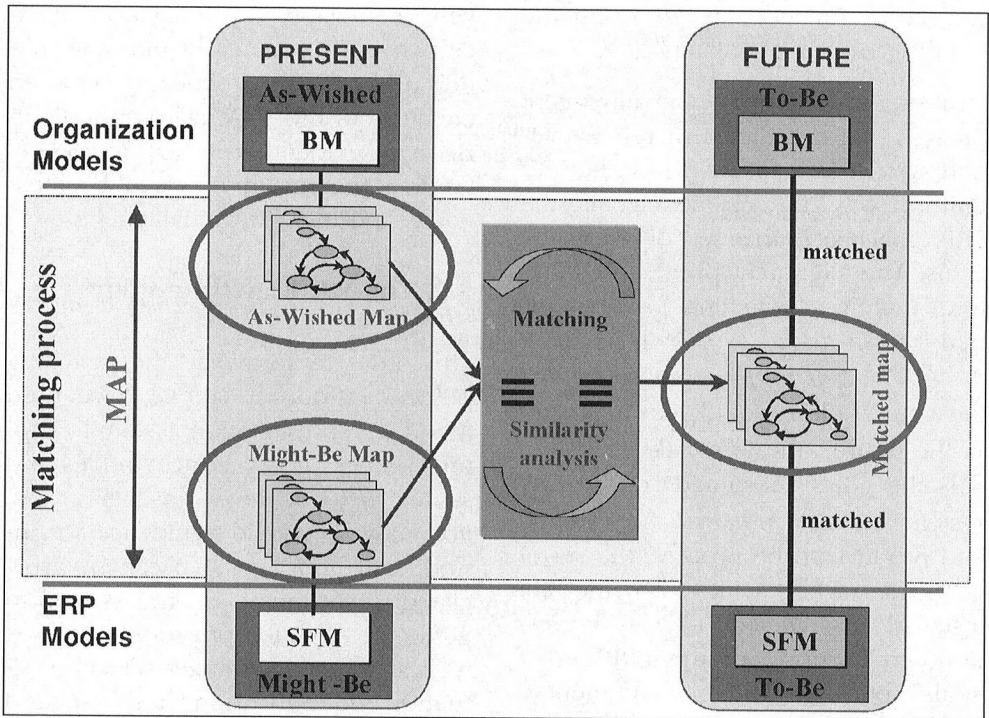 PRESENT
FUTURE
As-Wished
BM
To-Be
BM
Organization
Models
Matching process
MAP
As-Wished Map
Might-Be Map
Matching
Similarity
analysis
matched
Matched map
matched
ERP
Models
SFM
Might -Be
SFM
To-Be